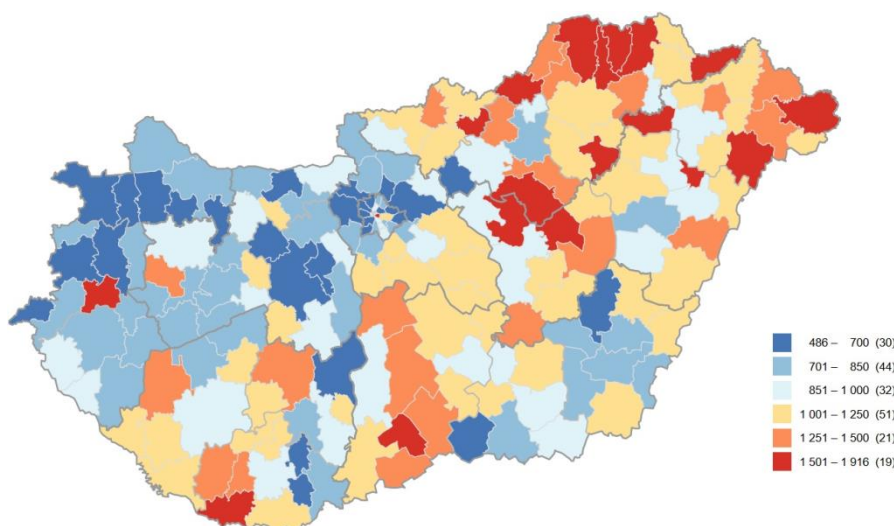 486 – 700 (30)
701 – 850 (44)
851 – 1 000 (32)
1 001 – 1 250 (51)
1 251 – 1 500 (21)
1 501 – 1 916 (19)